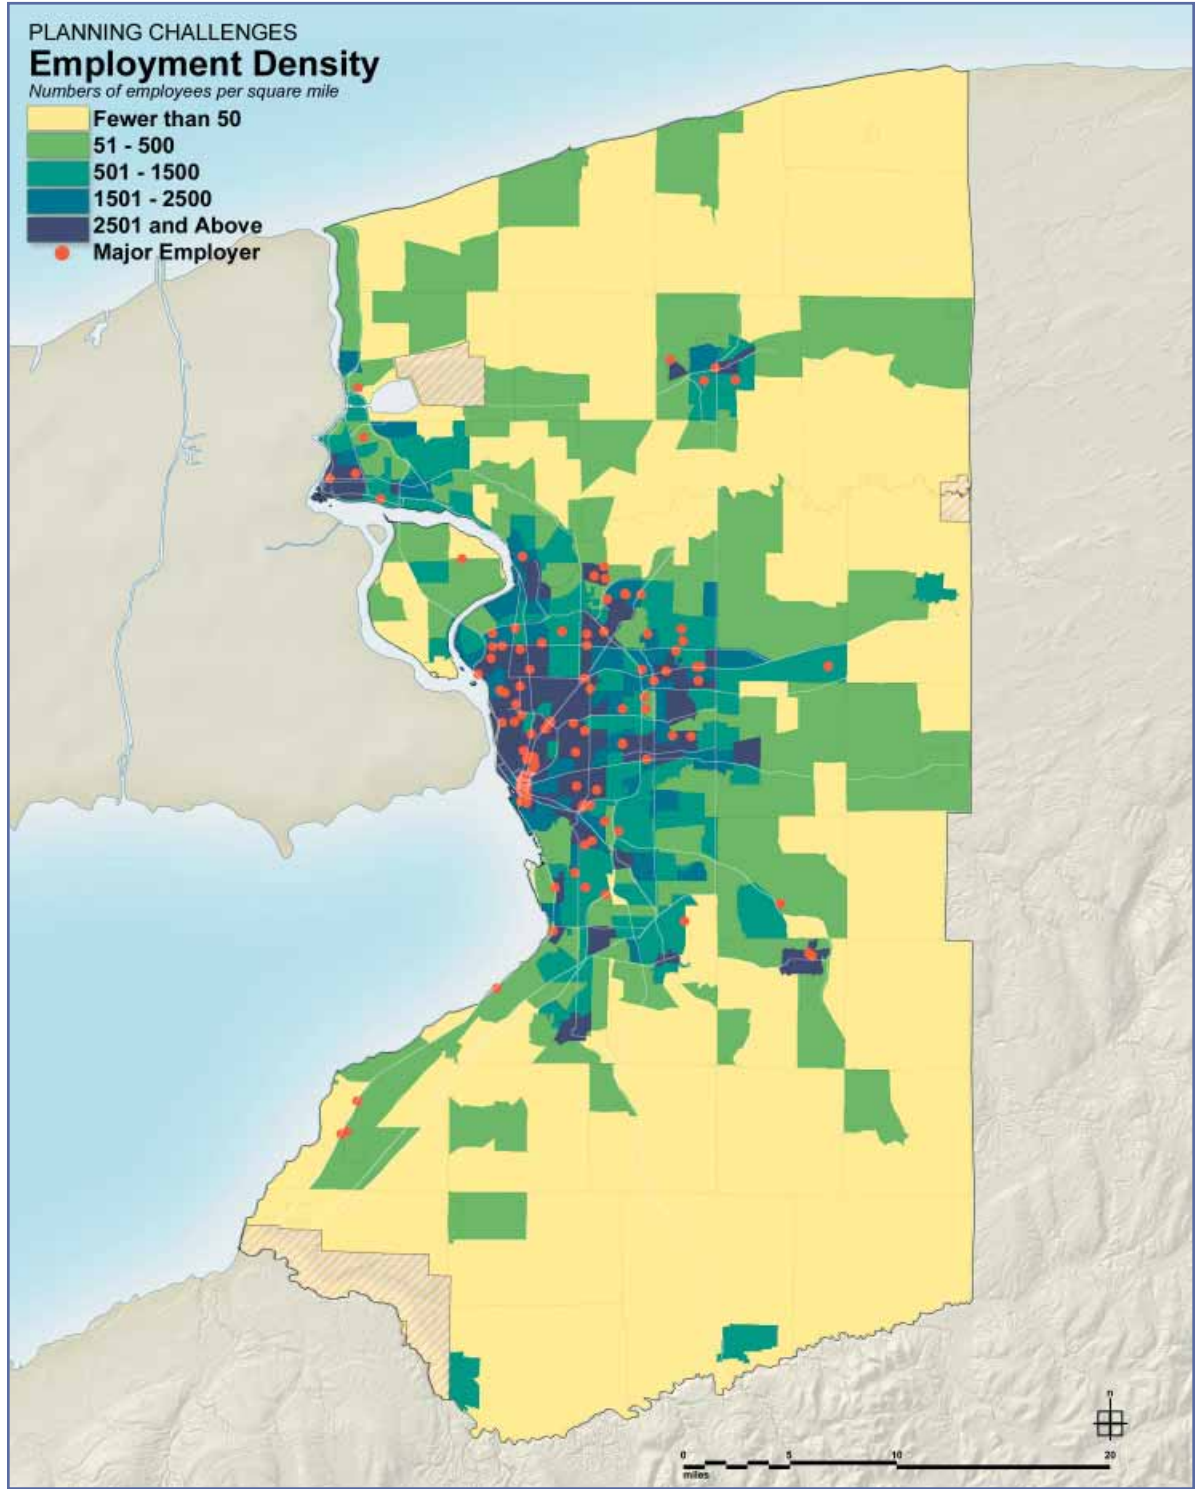 PLANNING CHALLENGES
Employment Density
Numbers of employees per square mile
Fewer than 50
51 - 500
501 - 1500
1501 - 2500
2501 and Above
Major Employer
n
0 5 10 20
miles